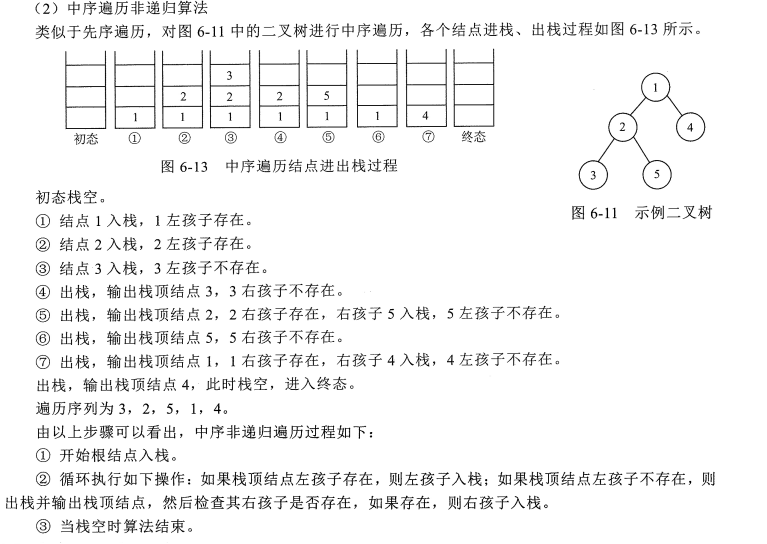 （2）中序遍历非递归算法
类似于先序遍历，对图 6-11 中的二叉树进行中序遍历，各个结点进栈、出栈过程如图 6-13 所示。
3
2 2 2 5
1 1 1 1 1 1 4
初态 ① ② ③ ④ ⑤ ⑥ ⑦ 终态
图 6-13 中序遍历结点进出栈过程
1
2 4
3 5
图 6-11 示例二叉树
初态栈空。
① 结点 1 入栈，1 左孩子存在。
② 结点 2 入栈，2 左孩子存在。
③ 结点 3 入栈，3 左孩子不存在。
④ 出栈，输出栈顶结点 3，3 右孩子不存在。
⑤ 出栈，输出栈顶结点 2，2 右孩子存在，右孩子 5 入栈，5 左孩子不存在。
⑥ 出栈，输出栈顶结点 5，5 右孩子不存在。
⑦ 出栈，输出栈顶结点 1，1 右孩子存在，右孩子 4 入栈，4 左孩子不存在。
出栈，输出栈顶结点 4，此时栈空，进入终态。
遍历序列为 3，2，5，1，4。
由以上步骤可以看出，中序非递归遍历过程如下：
① 开始根结点入栈。
② 循环执行如下操作：如果栈顶结点左孩子存在，则左孩子入栈；如果栈顶结点左孩子不存在，则
出栈并输出栈顶结点，然后检查其右孩子是否存在，如果存在，则右孩子入栈。
③ 当栈空时算法结束。